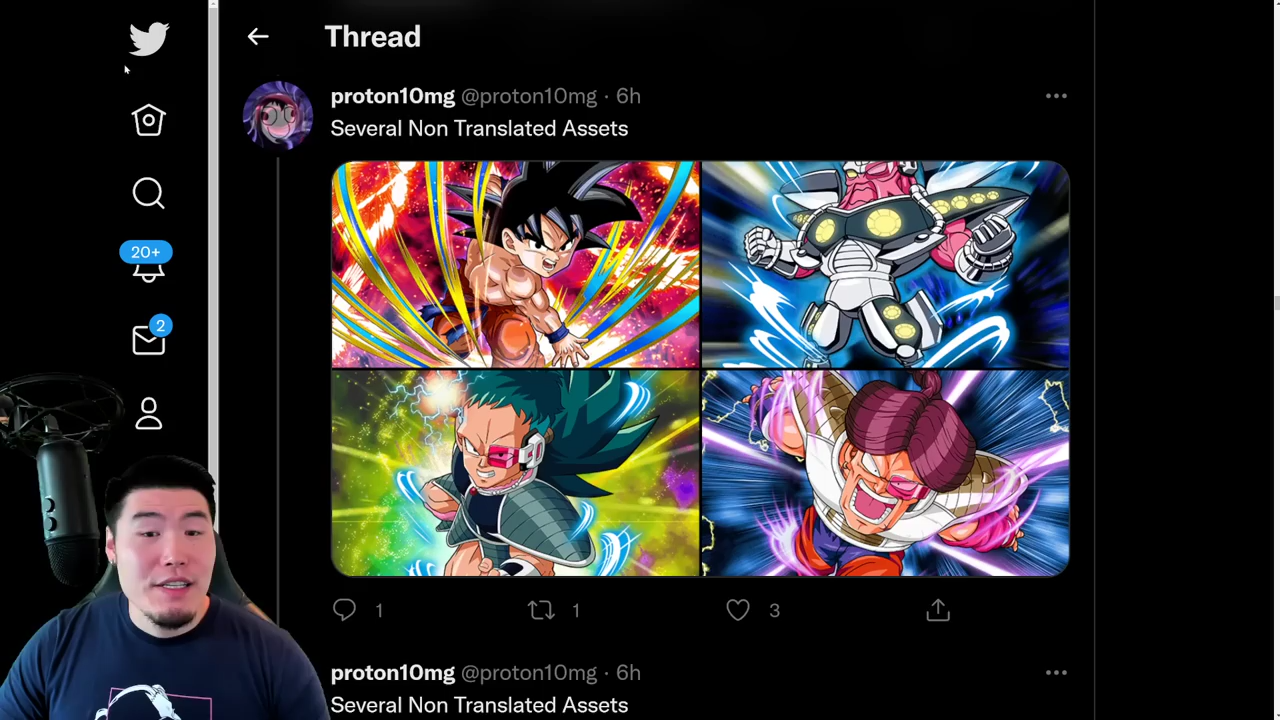 Thread
proton10mg @proton10mg · 6h
Several Non Translated Assets
20+
2
1
1
3
proton10mg @proton10mg · 6h
Several Non Translated Assets